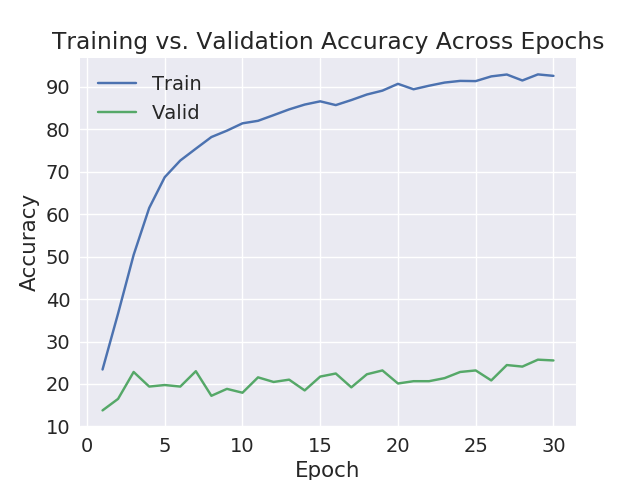 Training vs. Validation Accuracy Across Epochs
Train
Valid
90
80
70
60
50
40
30
20
10
Accuracy
0 5 10 15 20 25 30
Epoch